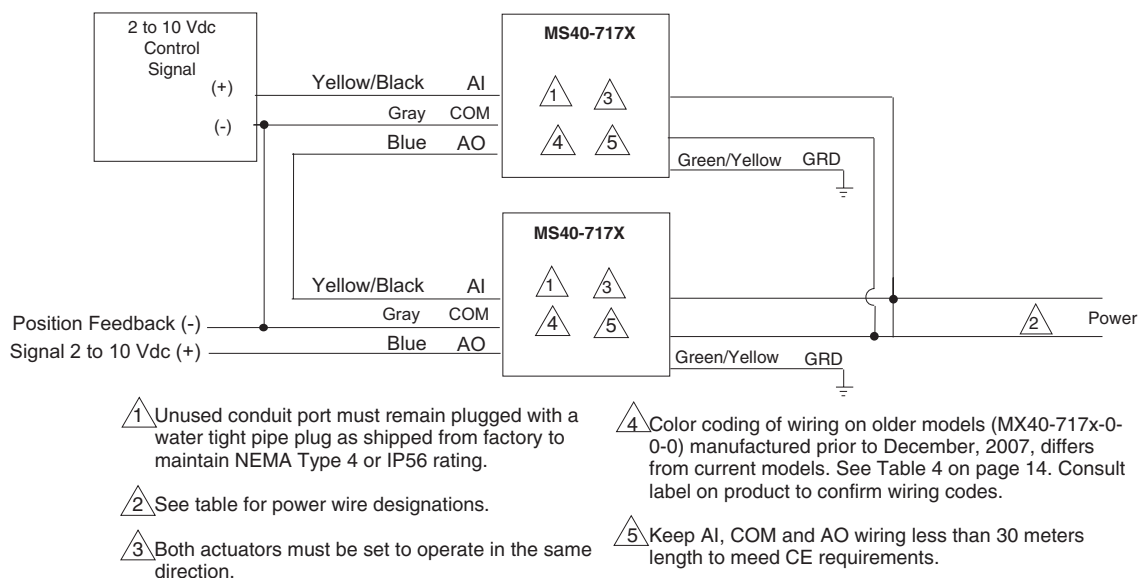 2 to 10 Vdc
Control
Signal
(+)
(-)
Yellow/Black AI
Gray COM
Blue AO
MS40-717X
1 3
4 5
Green/Yellow GRD
MS40-717X
1 3
4 5
Yellow/Black AI
Gray COM
Blue AO
Position Feedback (-)
Signal 2 to 10 Vdc (+)
Green/Yellow GRD
2 Power
1 Unused conduit port must remain plugged with a
water tight pipe plug as shipped from factory to
maintain NEMA Type 4 or IP56 rating.
2 See table for power wire designations.
3 Both actuators must be set to operate in the same
direction.
4 Color coding of wiring on older models (MX40-717x-0-
0-0) manufactured prior to December, 2007, differs
from current models. See Table 4 on page 14. Consult
label on product to confirm wiring codes.
5 Keep AI, COM and AO wiring less than 30 meters
length to meed CE requirements.